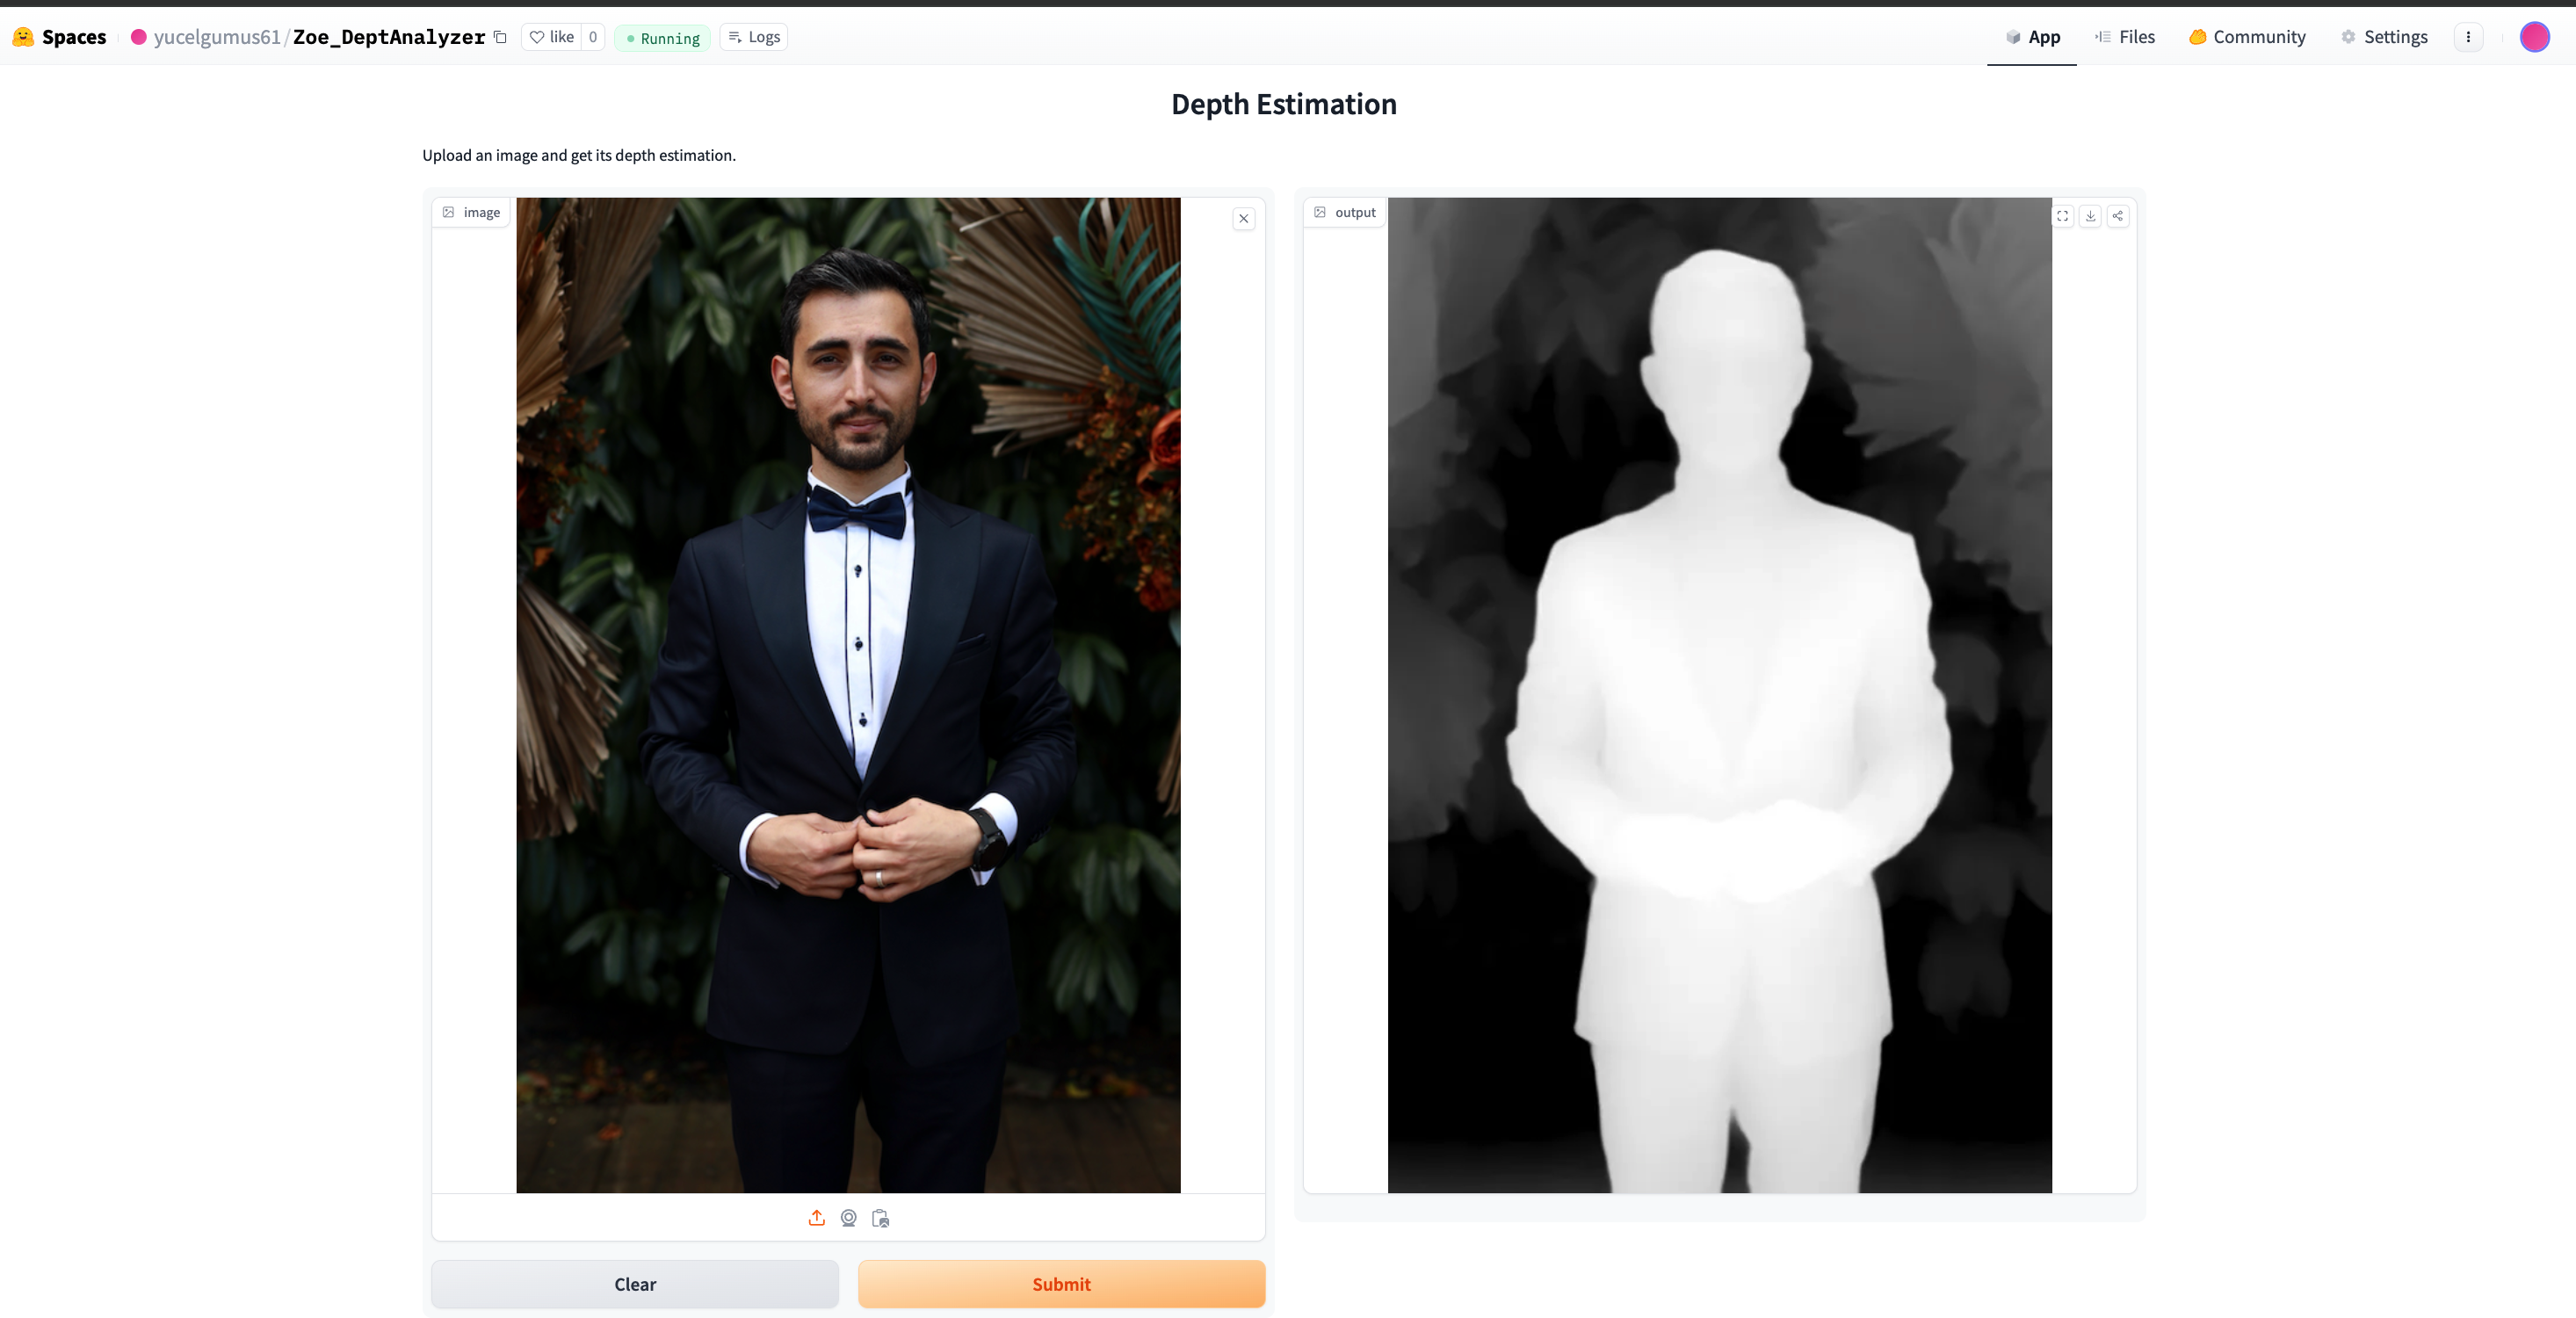 Spaces yucelgumus61/Zoe_DeptAnalyzer like 0 Running Logs App Files Community Settings
Depth Estimation
Upload an image and get its depth estimation.
image
output
Clear
Submit